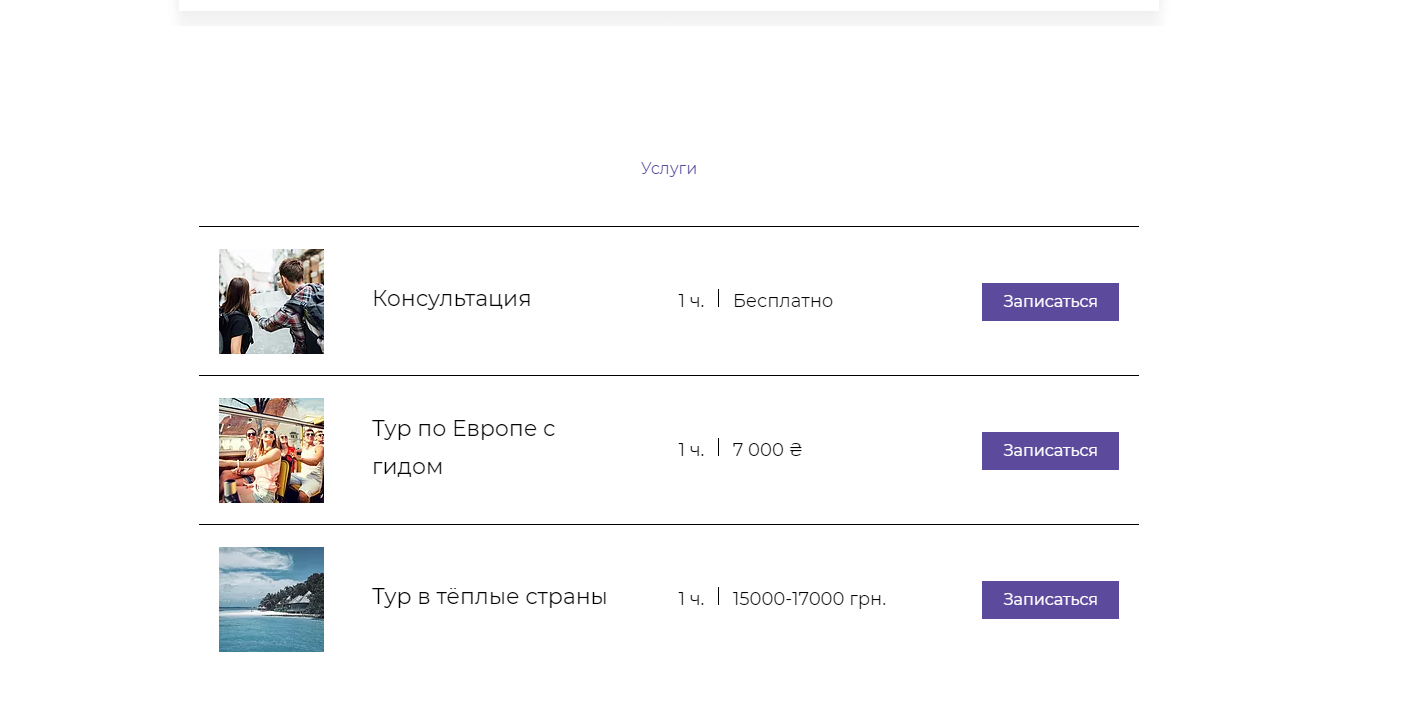 Услуги
Консультация
1 ч. Бесплатно
Записаться
Тур по Европе с
гидом
1 ч. 7 000 ₴
Записаться
Тур в тёплые страны
1 ч. 15000-17000 грн.
Записаться